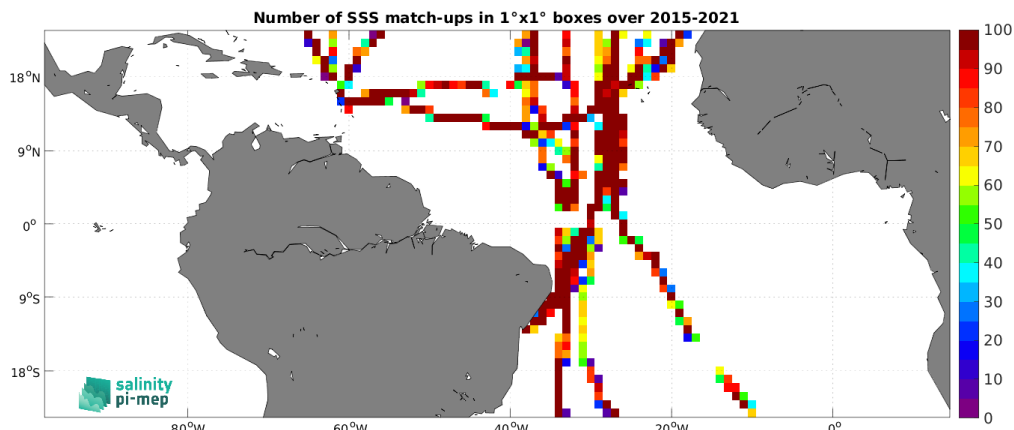 Number of SSS match-ups in 1°x1° boxes over 2015-2021
100
90
80
70
60
50
40
30
20
10
0
18°N
9°N
0°
9°S
18°S
80°W
60°W
40°W
20°W
0°
salinity
pi-mep